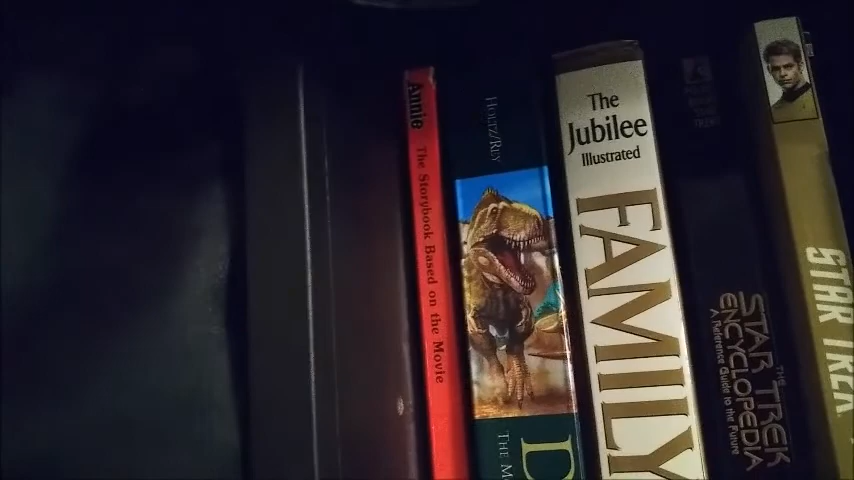 Annie The Storybook Based on the Movie
HOLTZ/REY
THE M
D
The
Jubilee
Illustrated
FAMILY
THE
STAR TREK
ENCYCLOPEDIA
A Reference Guide to the Future
STAR TREK